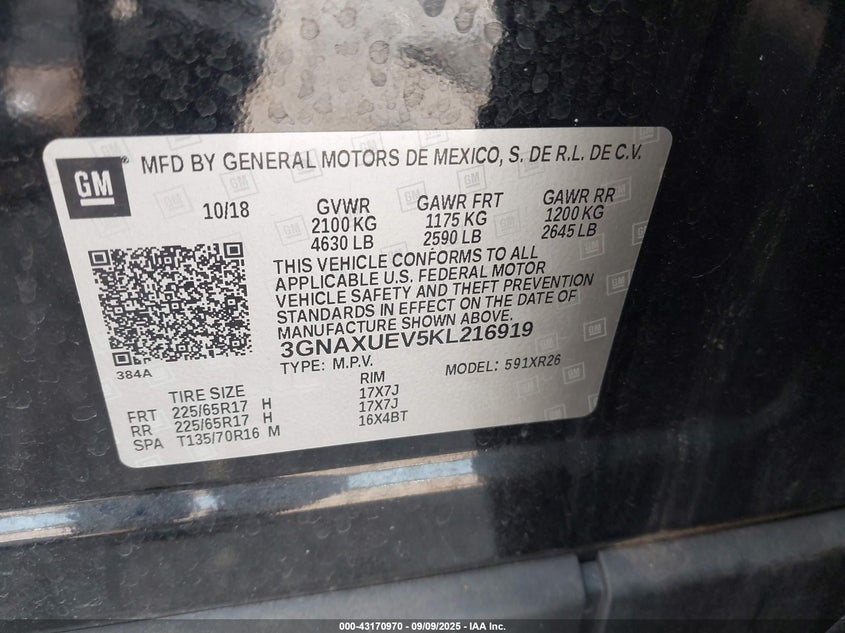 GM
MFD BY GENERAL MOTORS DE MEXICO, S. DE R.L. DE C.V.
10/18
GVWR GAWR FRT GAWR RR
2100 KG 1175 KG 1200 KG
4630 LB 2590 LB 2645 LB
THIS VEHICLE CONFORMS TO ALL
APPLICABLE U.S. FEDERAL MOTOR
VEHICLE SAFETY AND THEFT PREVENTION
STANDARDS IN EFFECT ON THE DATE OF
MANUFACTURE SHOWN ABOVE.
3GNAXUEV5KL216919
TYPE: M.P.V. MODEL: 591XR26
384A
TIRE SIZE RIM
FRT 225/65R17 H 17X7J
RR 225/65R17 H 17X7J
SPA T135/70R16 M 16X4BT
000-43170970 - 09/09/2025 - IAA Inc.